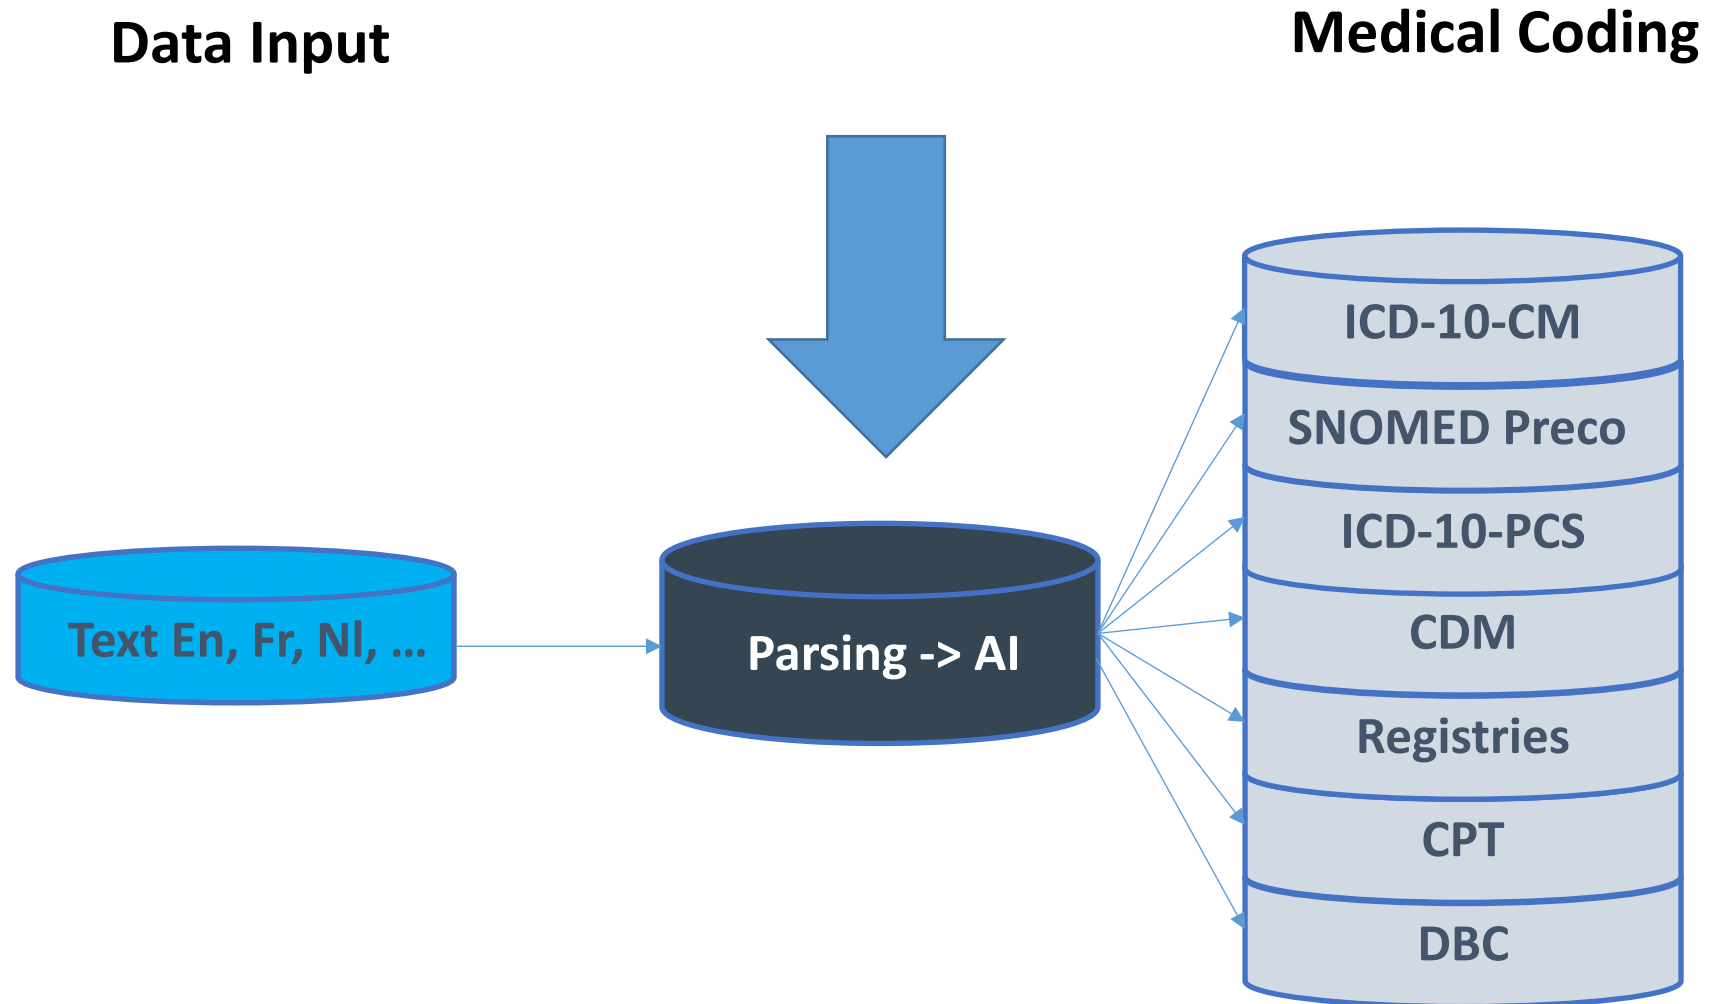 Data Input
Medical Coding
ICD-10-CM
SNOMED Preco
ICD-10-PCS
Text En, Fr, Nl, ...
Parsing -> AI
CDM
Registries
CPT
DBC